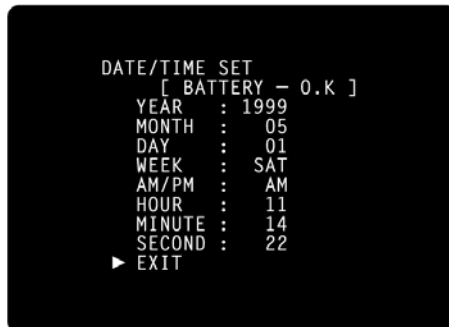 DATE/TIME SET
[ BATTERY – O.K ]
YEAR : 1999
MONTH : 05
DAY : 01
WEEK : SAT
AM/PM : AM
HOUR : 11
MINUTE : 14
SECOND : 22
► EXIT